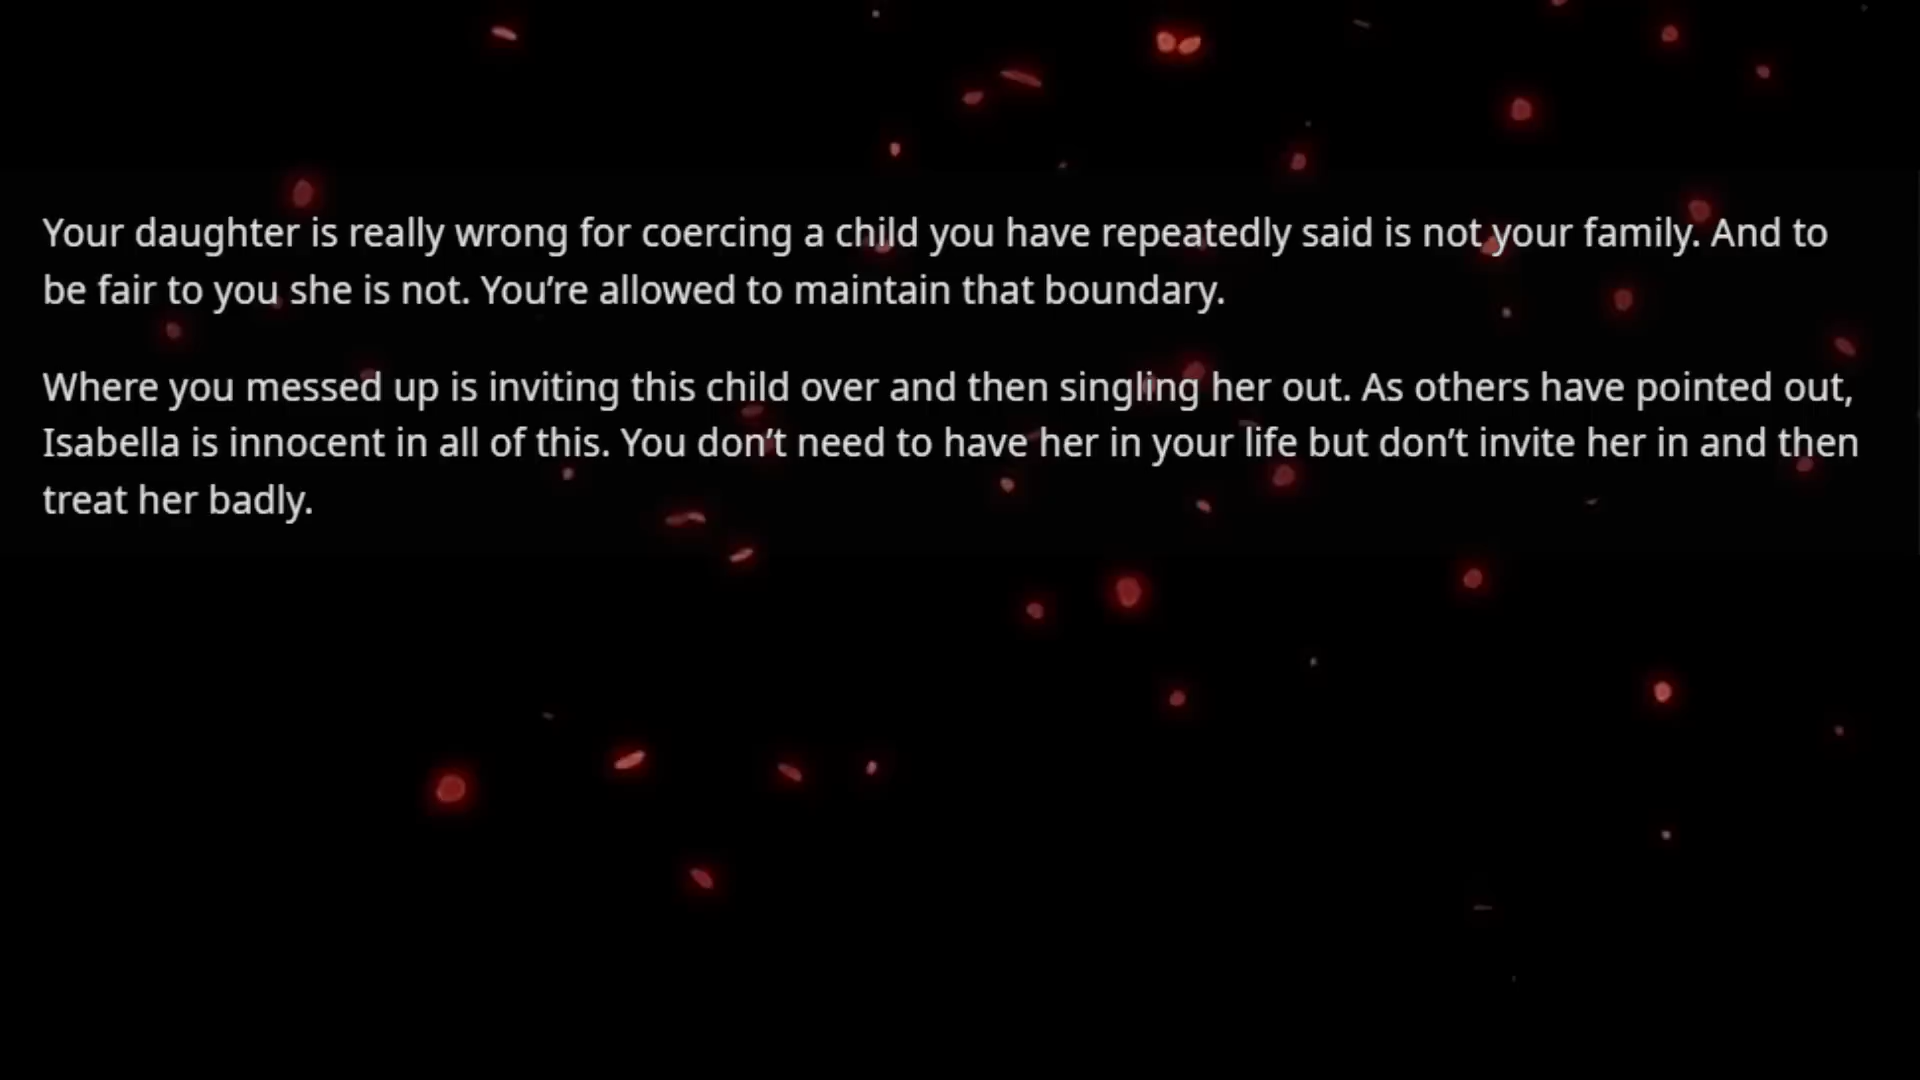 Your daughter is really wrong for coercing a child you have repeatedly said is not your family. And to
be fair to you she is not. You’re allowed to maintain that boundary.
Where you messed up is inviting this child over and then singling her out. As others have pointed out,
Isabella is innocent in all of this. You don’t need to have her in your life but don’t invite her in and then
treat her badly.